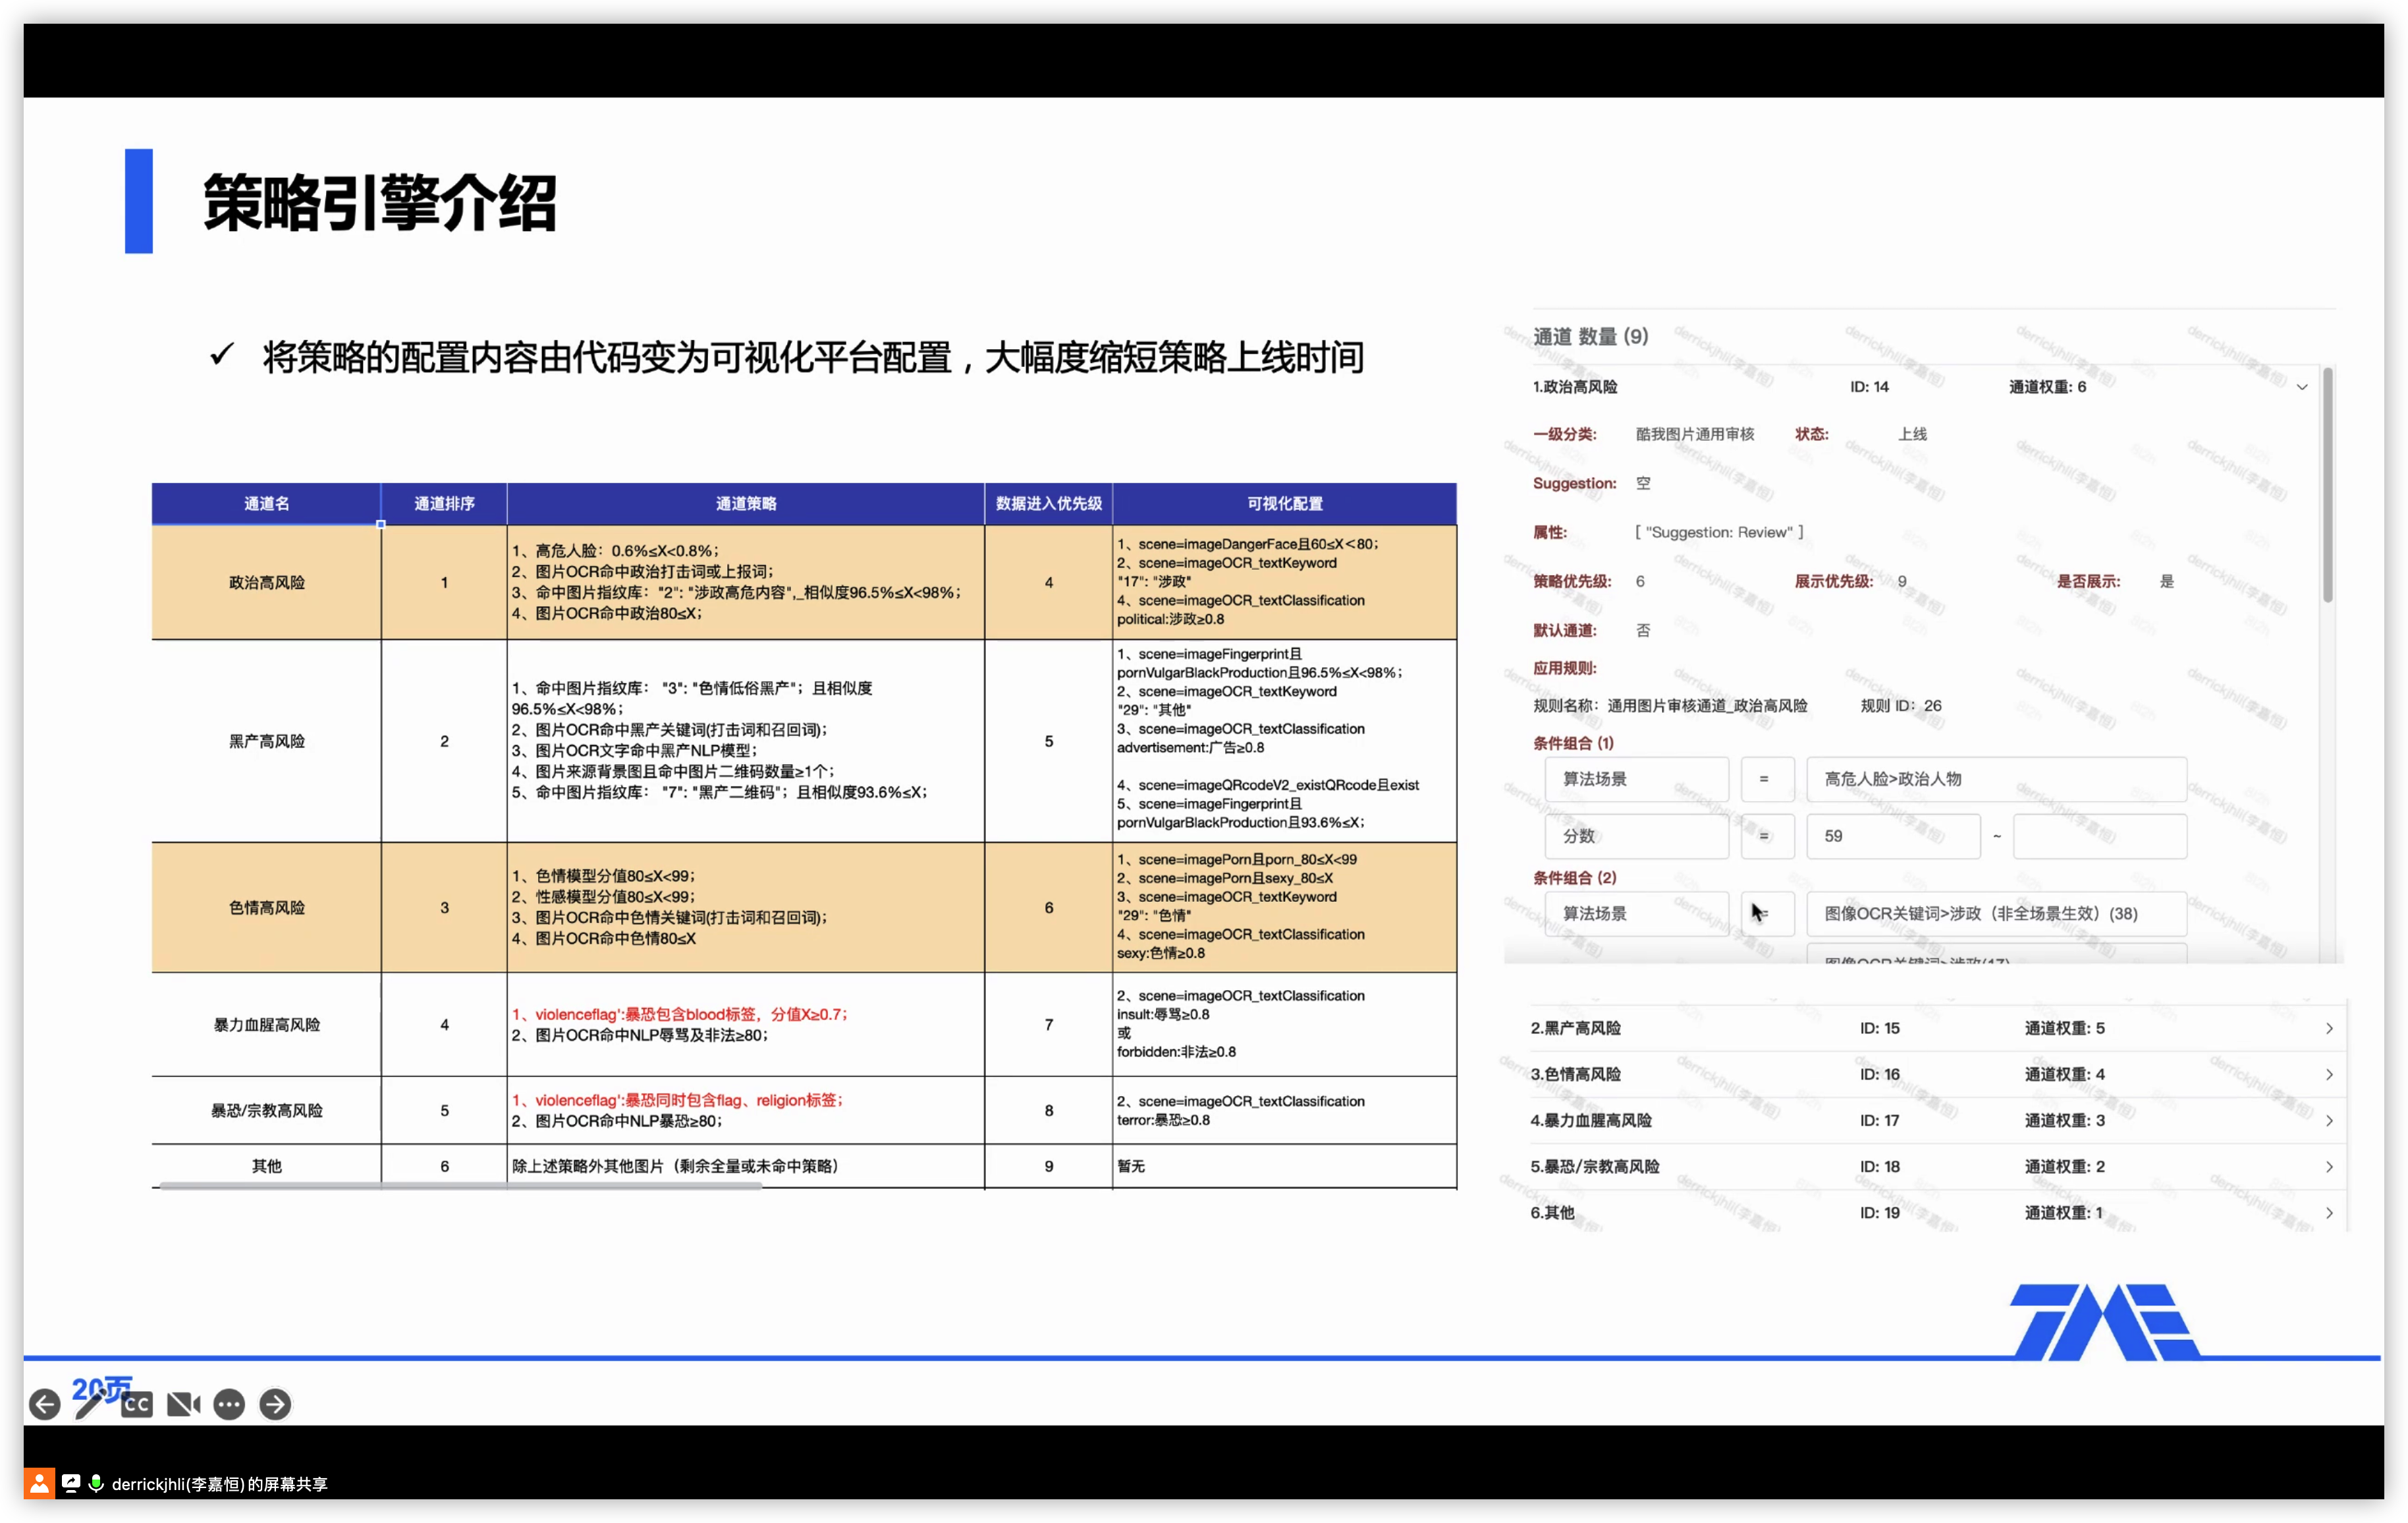 策略引擎介绍
✓ 将策略的配置内容由代码变为可视化平台配置，大幅度缩短策略上线时间
通道名 通道排序 通道策略 数据进入优先级 可视化配置
政治高风险
1
1、高危人脸：0.6%≤X<0.8%；
2、图片OCR命中政治打击词或上报词；
3、命中图片指纹库："2": "涉政高危内容",_相似度96.5%≤X<98%；
4、图片OCR命中政治80≤X；
4
1、scene=imageDangerFace且60≤X＜80；
2、scene=imageOCR_textKeyword
"17": "涉政"
4、scene=imageOCR_textClassification
political:涉政≥0.8
黑产高风险
2
1、命中图片指纹库： "3": "色情低俗黑产"；且相似度
96.5%≤X<98%；
2、图片OCR命中黑产关键词(打击词和召回词)；
3、图片OCR文字命中黑产NLP模型；
4、图片来源背景图且命中图片二维码数量≥1个；
5、命中图片指纹库： "7": "黑产二维码"；且相似度93.6%≤X；
5
1、scene=imageFingerprint且
pornVulgarBlackProduction且96.5%≤X<98%；
2、scene=imageOCR_textKeyword
"29": "其他"
3、scene=imageOCR_textClassification
advertisement:广告≥0.8
4、scene=imageQRcodeV2_existQRcode且exist
5、scene=imageFingerprint且
pornVulgarBlackProduction且93.6%≤X；
色情高风险
3
1、色情模型分值80≤X<99；
2、性感模型分值80≤X<99；
3、图片OCR命中色情关键词(打击词和召回词)；
4、图片OCR命中色情80≤X
6
1、scene=imagePorn且porn_80≤X<99
2、scene=imagePorn且sexy_80≤X
3、scene=imageOCR_textKeyword
"29": "色情"
4、scene=imageOCR_textClassification
sexy:色情≥0.8
暴力血腥高风险
4
1、violenceflag':暴恐包含blood标签，分值X≥0.7；
2、图片OCR命中NLP辱骂及非法≥80；
7
2、scene=imageOCR_textClassification
insult:辱骂≥0.8
或
forbidden:非法≥0.8
暴恐/宗教高风险
5
1、violenceflag':暴恐同时包含flag、religion标签；
2、图片OCR命中NLP暴恐≥80；
8
2、scene=imageOCR_textClassification
terror:暴恐≥0.8
其他
6
除上述策略外其他图片（剩余全量或未命中策略）
9
暂无
通道 数量 (9)
1.政治高风险 ID: 14 通道权重: 6
一级分类: 酷我图片通用审核 状态: 上线
Suggestion: 空
属性: [ "Suggestion: Review" ]
策略优先级: 6 展示优先级: 9 是否展示: 是
默认通道: 否
应用规则:
规则名称：通用图片审核通道_政治高风险 规则 ID：26
条件组合 (1)
算法场景 = 高危人脸>政治人物
分数 = 59 ~
条件组合 (2)
算法场景 = 图像OCR关键词>涉政（非全场景生效）(38)
图像OCR关键词>涉政(17)
2.黑产高风险 ID: 15 通道权重: 5
3.色情高风险 ID: 16 通道权重: 4
4.暴力血腥高风险 ID: 17 通道权重: 3
5.暴恐/宗教高风险 ID: 18 通道权重: 2
6.其他 ID: 19 通道权重: 1
derrickjhli(李嘉恒)
TME
20页
CC
derrickjhli(李嘉恒)的屏幕共享